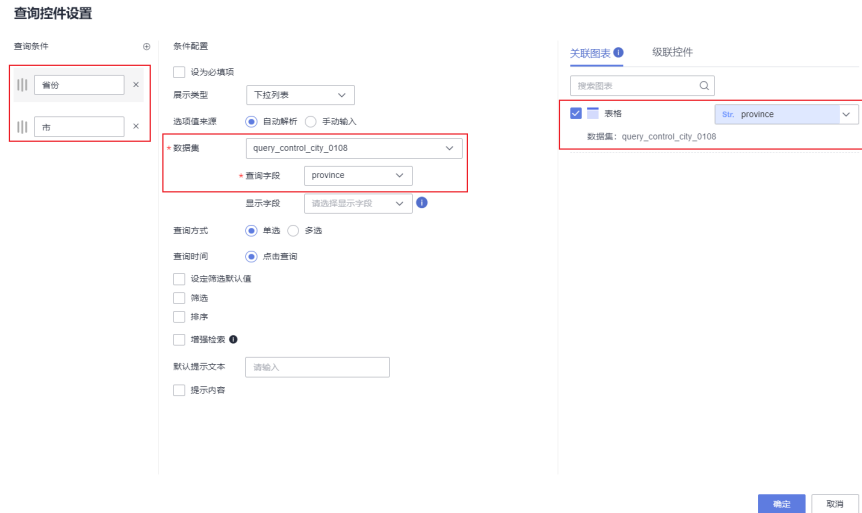 查询控件设置
查询条件
省份
市
条件配置
设为必填项
展示类型 下拉列表
选项值来源 自动解析 手动输入
* 数据集 query_control_city_0108
* 查询字段 province
显示字段 请选择显示字段
查询方式 单选 多选
查询时间 点击查询
设定筛选默认值
筛选
排序
增强检索
默认提示文本 请输入
提示内容
关联图表 级联控件
搜索图表
表格 Str. province
数据集: query_control_city_0108
确定 取消